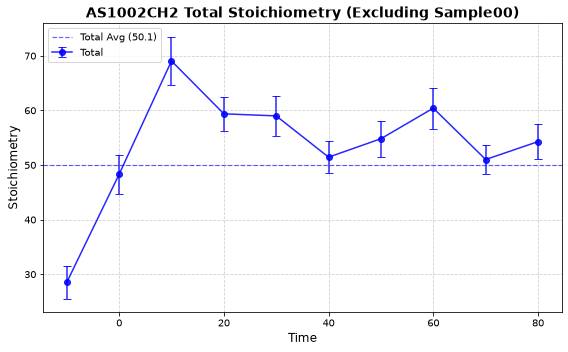 AS1002CH2 Total Stoichiometry (Excluding Sample00)
Total Avg (50.1)
Total
Stoichiometry
70
60
50
40
30
0
20
40
60
80
Time